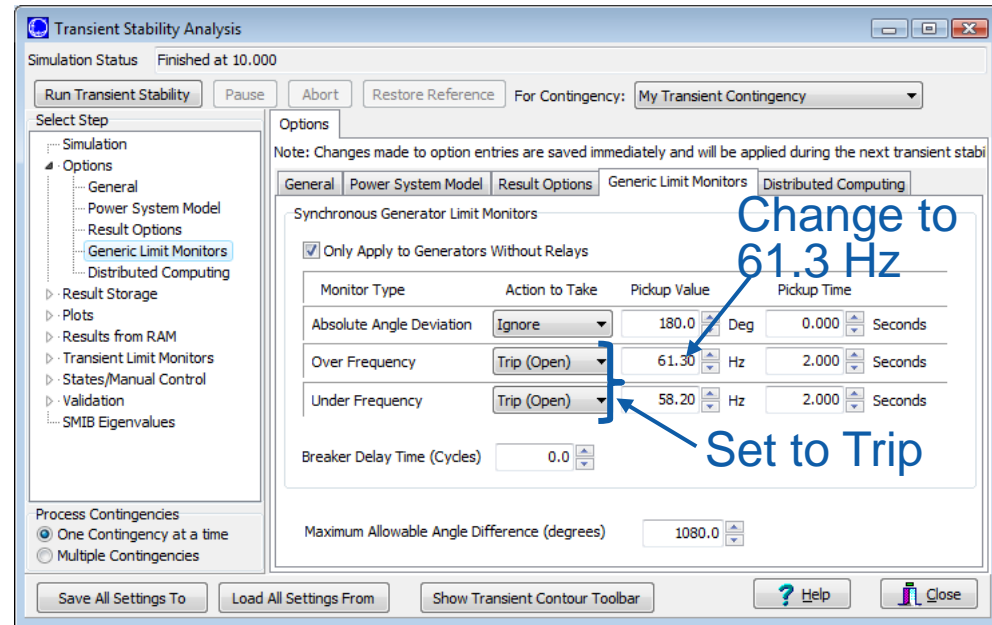 Transient Stability Analysis
Simulation Status Finished at 10.000
Run Transient Stability Pause Abort Restore Reference For Contingency: My Transient Contingency
Select Step
Simulation
Options
General
Power System Model
Result Options
Generic Limit Monitors
Distributed Computing
Result Storage
Plots
Results from RAM
Transient Limit Monitors
States/Manual Control
Validation
SMIB Eigenvalues
Process Contingencies
One Contingency at a time
Multiple Contingencies
Options
Note: Changes made to option entries are saved immediately and will be applied during the next transient stabi
General Power System Model Result Options Generic Limit Monitors Distributed Computing
Synchronous Generator Limit Monitors
Only Apply to Generators Without Relays
Change to
61.3 Hz
Monitor Type Action to Take Pickup Value Pickup Time
Absolute Angle Deviation Ignore 180.0 Deg 0.000 Seconds
Over Frequency Trip (Open) 61.30 Hz 2.000 Seconds
Under Frequency Trip (Open) 58.20 Hz 2.000 Seconds
Set to Trip
Breaker Delay Time (Cycles) 0.0
Maximum Allowable Angle Difference (degrees) 1080.0
Save All Settings To Load All Settings From Show Transient Contour Toolbar Help Close